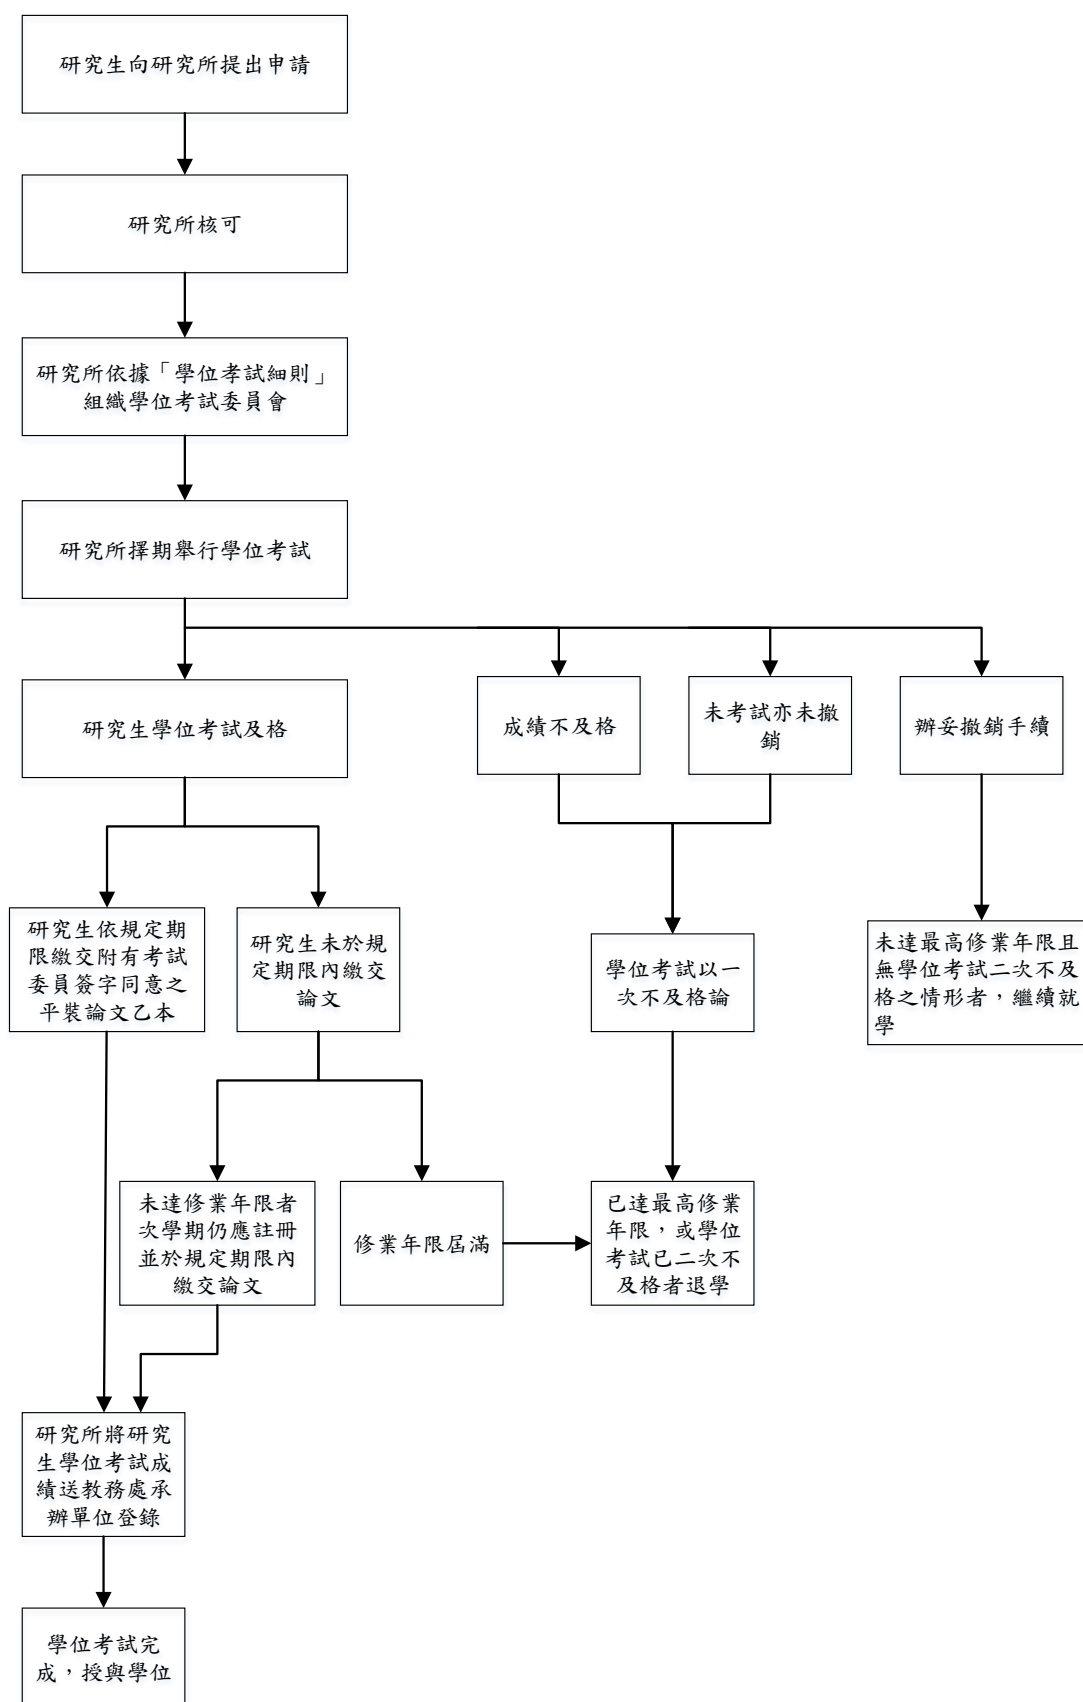 研究生向研究所提出申請
研究所核可
研究所依據「學位孝試細則」
組織學位考試委員會
研究所擇期舉行學位考試
研究生學位考試及格
成績不及格
未考試亦未撤
銷
辦妥撤銷手續
研究生依規定期
限繳交附有考試
委員簽字同意之
平裝論文乙本
研究生未於規
定期限內繳交
論文
學位考試以一
次不及格論
未達最高修業年限且
無學位考試二次不及
格之情形者，繼續就
學
未達修業年限者
次學期仍應註冊
並於規定期限內
繳交論文
修業年限屆滿
已達最高修業
年限，或學位
考試已二次不
及格者退學
研究所將研究
生學位考試成
績送教務處承
辦單位登錄
學位考試完
成，授與學位